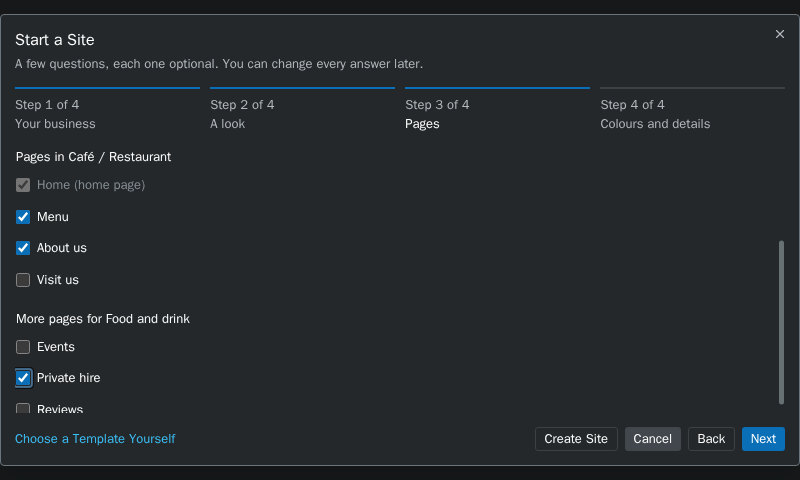 Start a Site
A few questions, each one optional. You can change every answer later.
Step 1 of 4
Your business
Step 2 of 4
A look
Step 3 of 4
Pages
Step 4 of 4
Colours and details
Pages in Café / Restaurant
Home (home page)
Menu
About us
Visit us
More pages for Food and drink
Events
Private hire
Reviews
Choose a Template Yourself
Create Site
Cancel
Back
Next